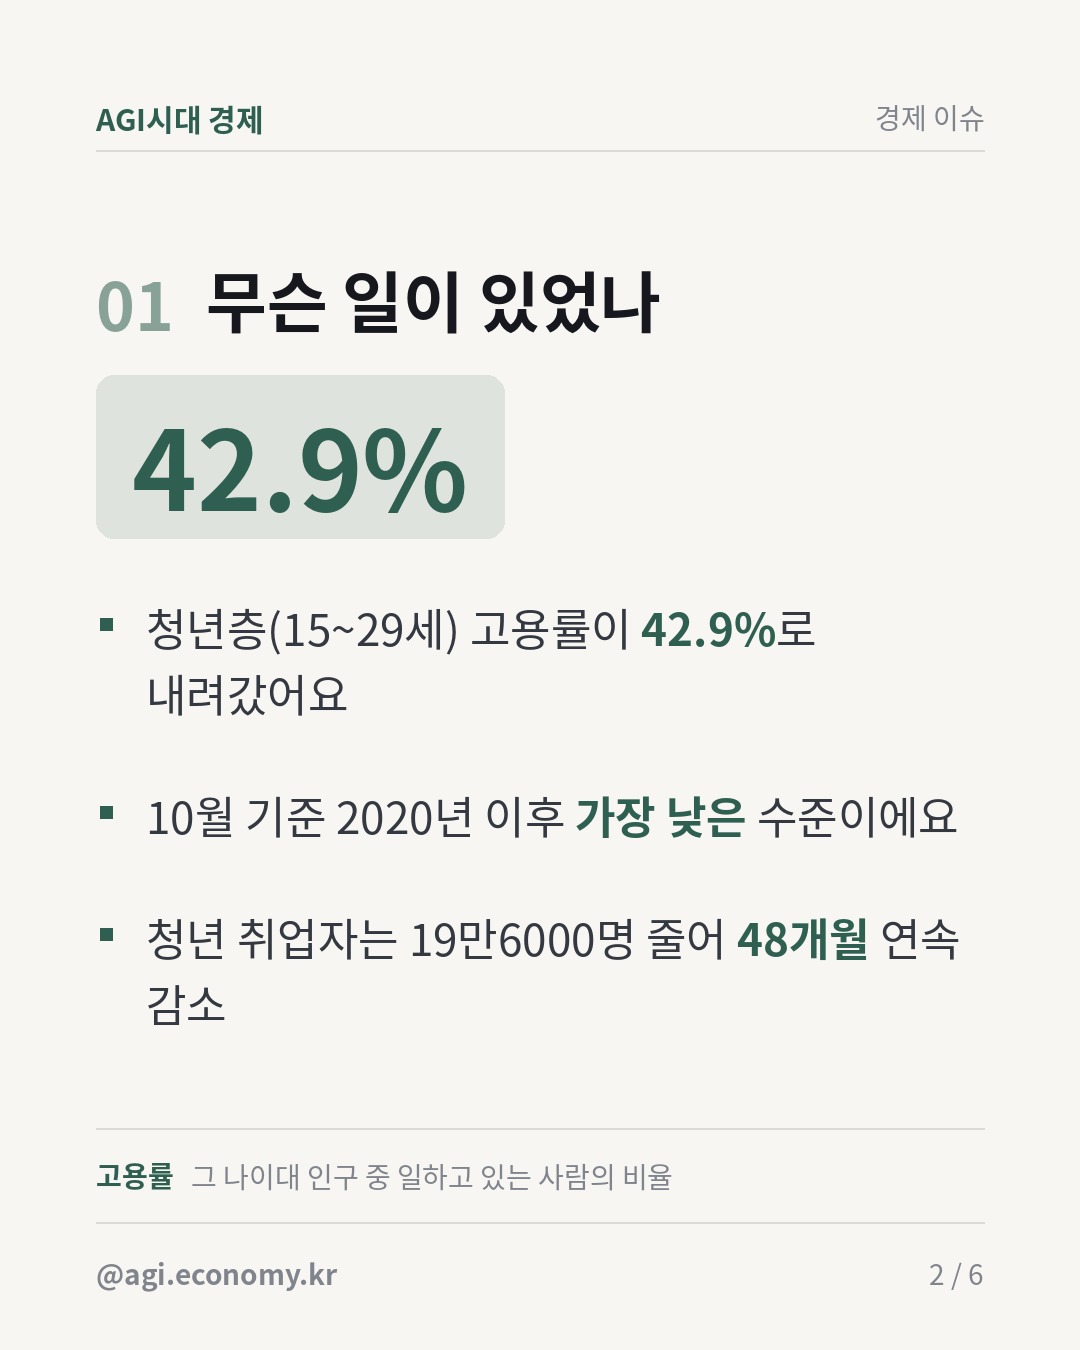 AGI시대 경제
경제 이슈
01 무슨 일이 있었나
42.9%
▪ 청년층(15~29세) 고용률이 42.9%로
내려갔어요
▪ 10월 기준 2020년 이후 가장 낮은 수준이에요
▪ 청년 취업자는 19만6000명 줄어 48개월 연속
감소
고용률 그 나이대 인구 중 일하고 있는 사람의 비율
@agi.economy.kr
2 / 6